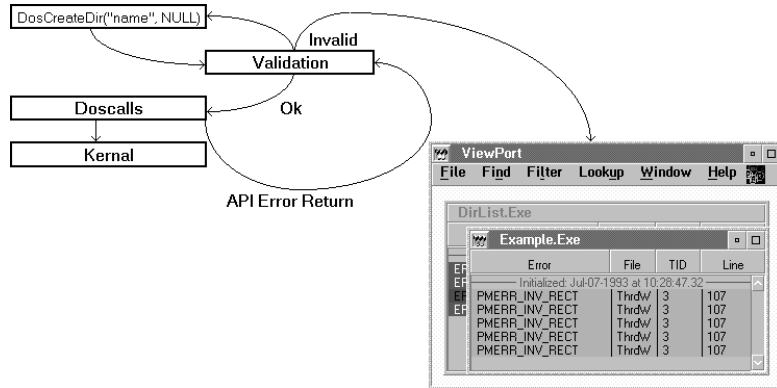 DosCreateDir("name", NULL)
Invalid
Validation
Doscalls
Ok
Kernal
API Error Return
ViewPort
File Find Filter Lookup Window Help
DirList.Exe
Example.Exe
Error File TID Line
Initialized: Jul-07-1993 at 10:28:47.32
PMERR_INV_RECT ThrdW 3 107
PMERR_INV_RECT ThrdW 3 107
PMERR_INV_RECT ThrdW 3 107
PMERR_INV_RECT ThrdW 3 107
PMERR_INV_RECT ThrdW 3 107